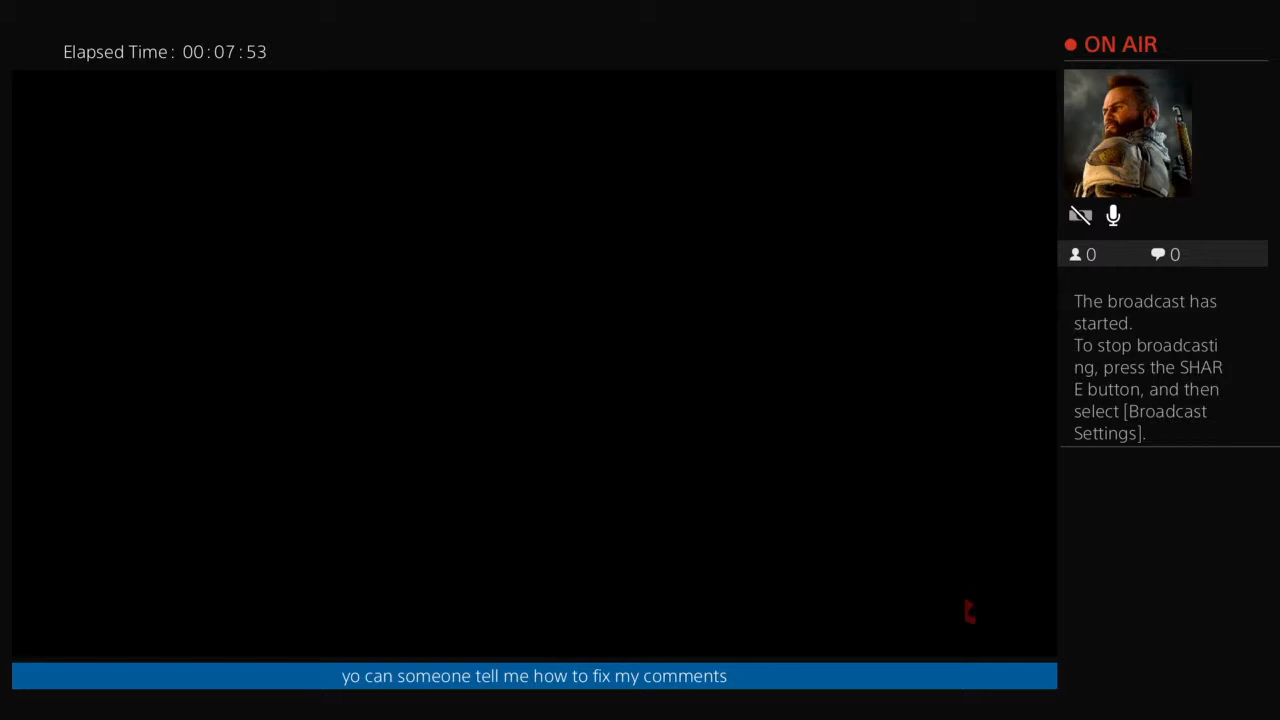 Elapsed Time: 00:07:53
ON AIR
0 0
The broadcast has
started.
To stop broadcasti
ng, press the SHAR
E button, and then
select [Broadcast
Settings].
yo can someone tell me how to fix my comments